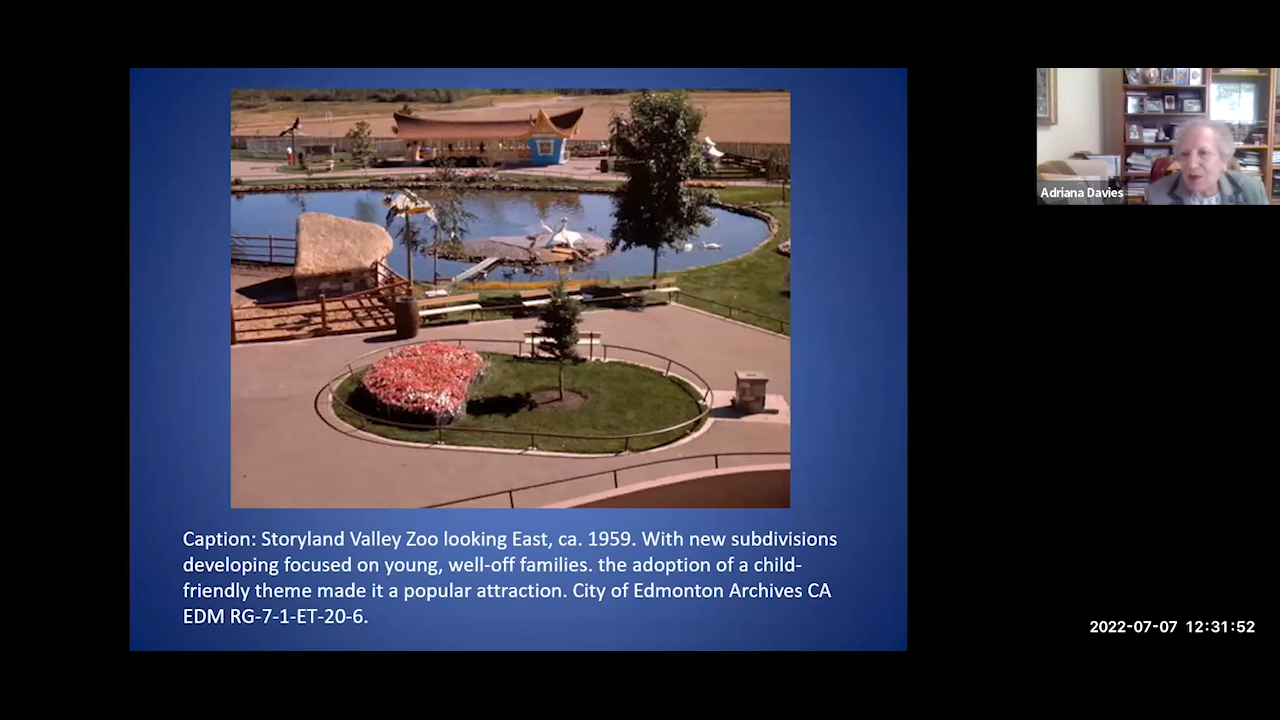 Adriana Davies
Caption: Storyland Valley Zoo looking East, ca. 1959. With new subdivisions
developing focused on young, well-off families. the adoption of a child-
friendly theme made it a popular attraction. City of Edmonton Archives CA
EDM RG-7-1-ET-20-6.
2022-07-07 12:31:52